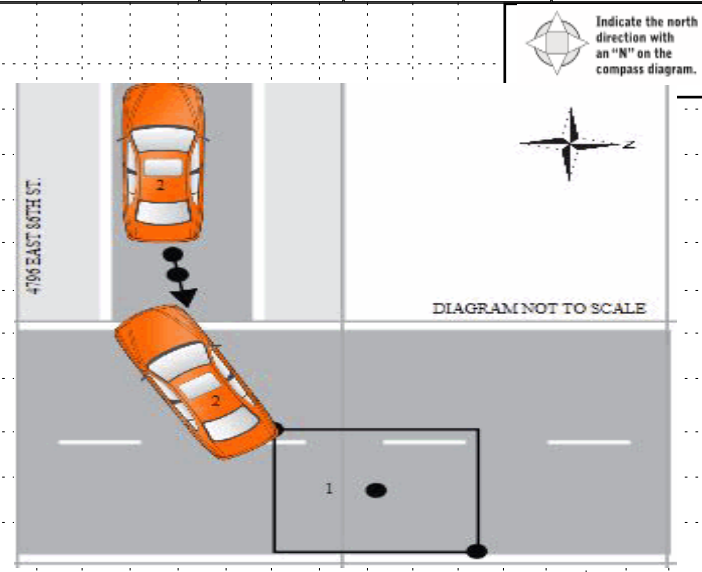 Indicate the north
direction with
an “N” on the
compass diagram.
N
4796 EAST 86TH ST.
2
DIAGRAM NOT TO SCALE
2
1